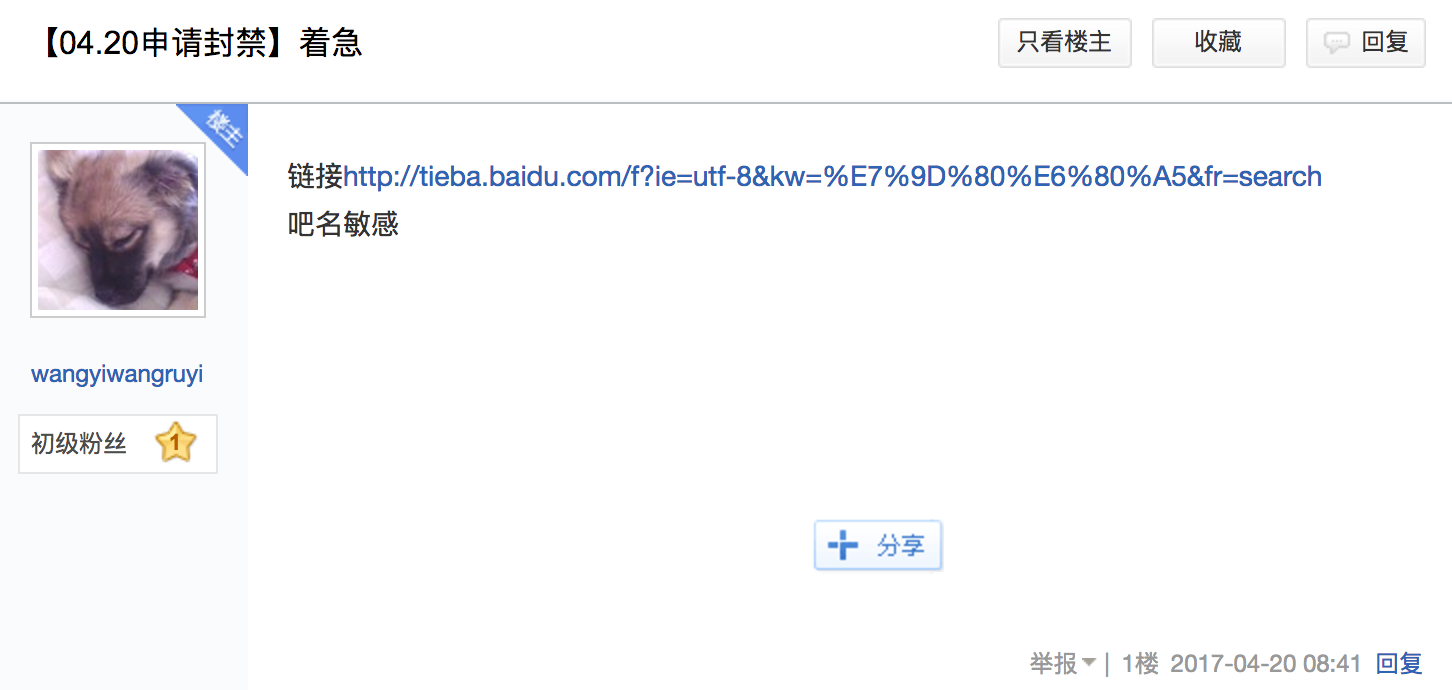 【04.20申请封禁】着急
只看楼主
收藏
回复
楼主
wangyiwangruyi
初级粉丝 1
链接http://tieba.baidu.com/f?ie=utf-8&kw=%E7%9D%80%E6%80%A5&fr=search
吧名敏感
分享
举报 | 1楼 2017-04-20 08:41 回复